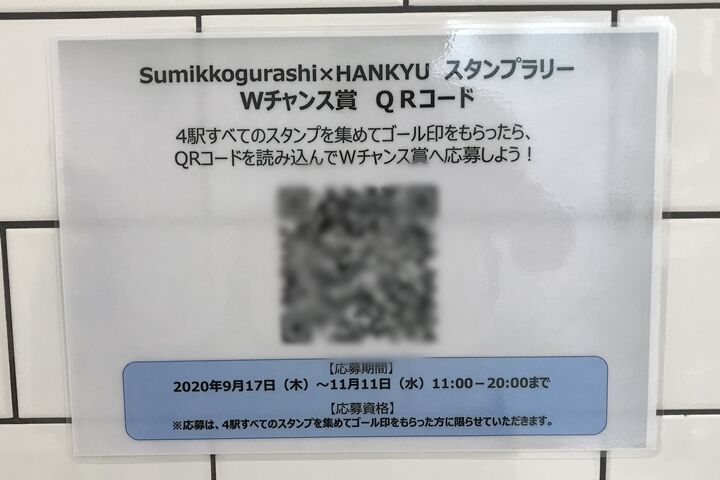 Sumikkogurashi×HANKYU スタンプラリー
Wチャンス賞 QRコード
4駅すべてのスタンプを集めてゴール印をもらったら、
QRコードを読み込んでWチャンス賞へ応募しよう！
【応募期間】
2020年9月17日（木）～11月11日（水）11:00－20:00まで
【応募資格】
※応募は、4駅すべてのスタンプを集めてゴール印をもらった方に限らせていただきます。